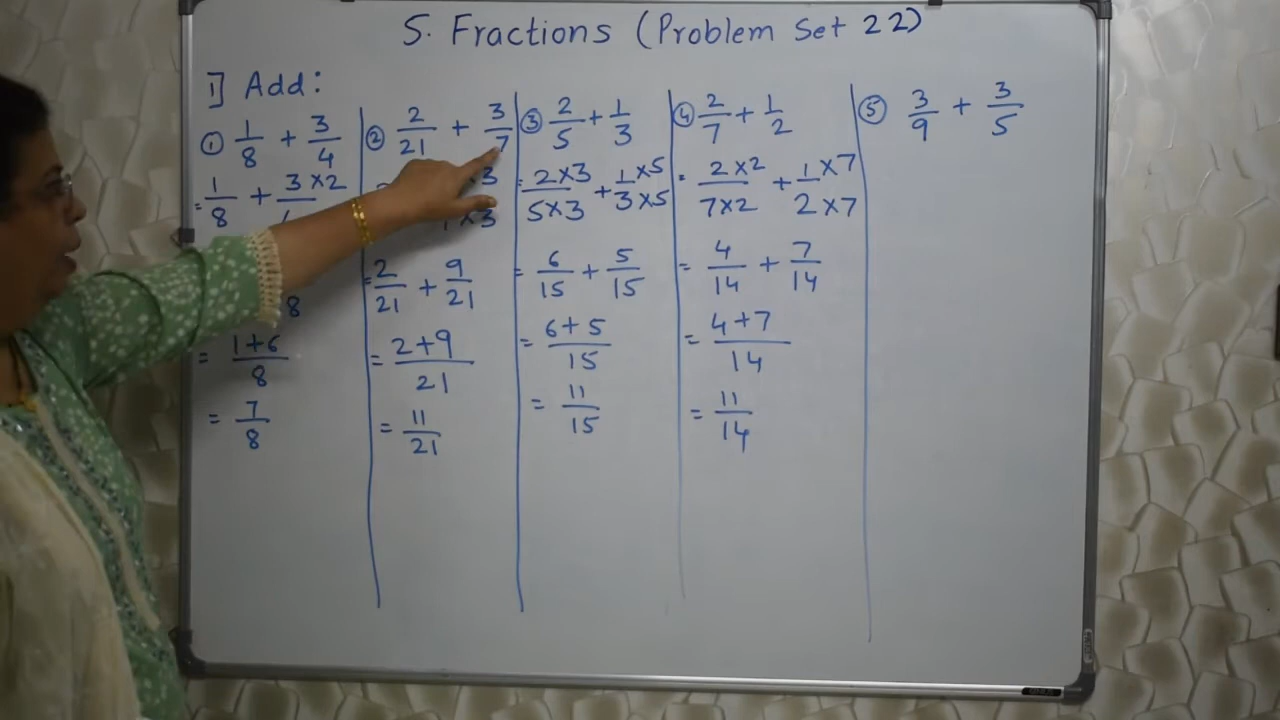 5. Fractions (Problem Set 22)
1] Add:
① 1/8 + 3/4
= 1/8 + 3×2/
8
= 1+6/8
= 7/8
② 2/21 + 3/7
×3/×3
= 2/21 + 9/21
= 2+9/21
= 11/21
③ 2/5 + 1/3
= 2×3/5×3 + 1×5/3×5
= 6/15 + 5/15
= 6+5/15
= 11/15
④ 2/7 + 1/2
= 2×2/7×2 + 1×7/2×7
= 4/14 + 7/14
= 4+7/14
= 11/14
⑤ 3/9 + 3/5